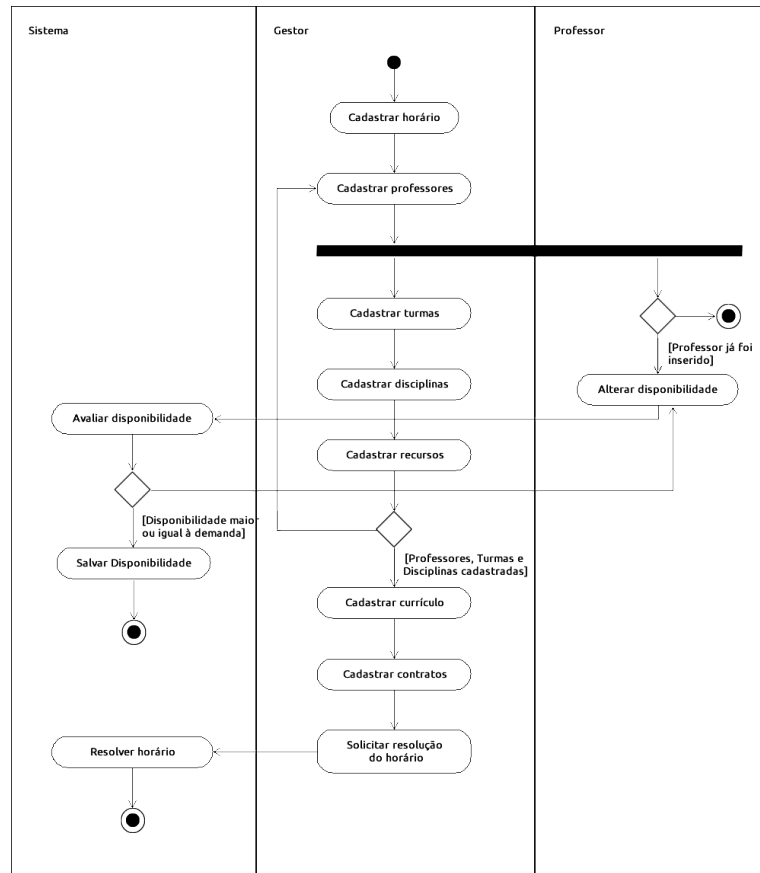 Sistema
Gestor
Professor
Cadastrar horário
Cadastrar professores
Cadastrar turmas
[Professor já foi
inserido]
Cadastrar disciplinas
Alterar disponibilidade
Avaliar disponibilidade
Cadastrar recursos
[Disponibilidade maior
ou igual à demanda]
Salvar Disponibilidade
[Professores, Turmas e
Disciplinas cadastradas]
Cadastrar currículo
Cadastrar contratos
Solicitar resolução
do horário
Resolver horário